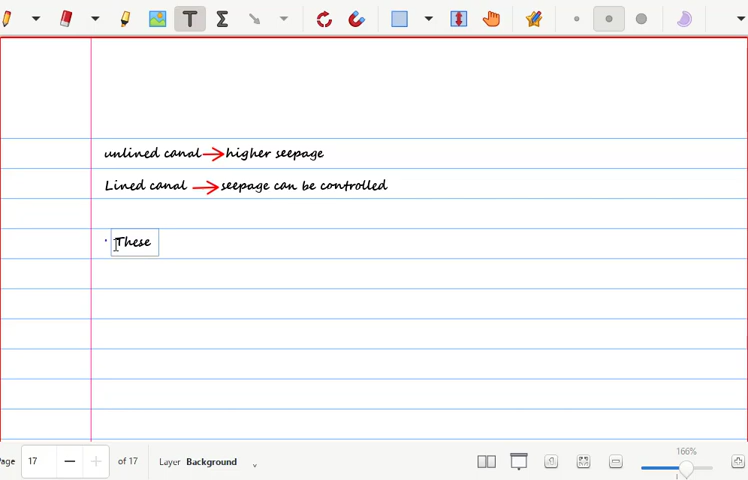 unlined canal → higher seepage
Lined canal → seepage can be controlled
· These
Page 17 of 17 Layer Background 166%